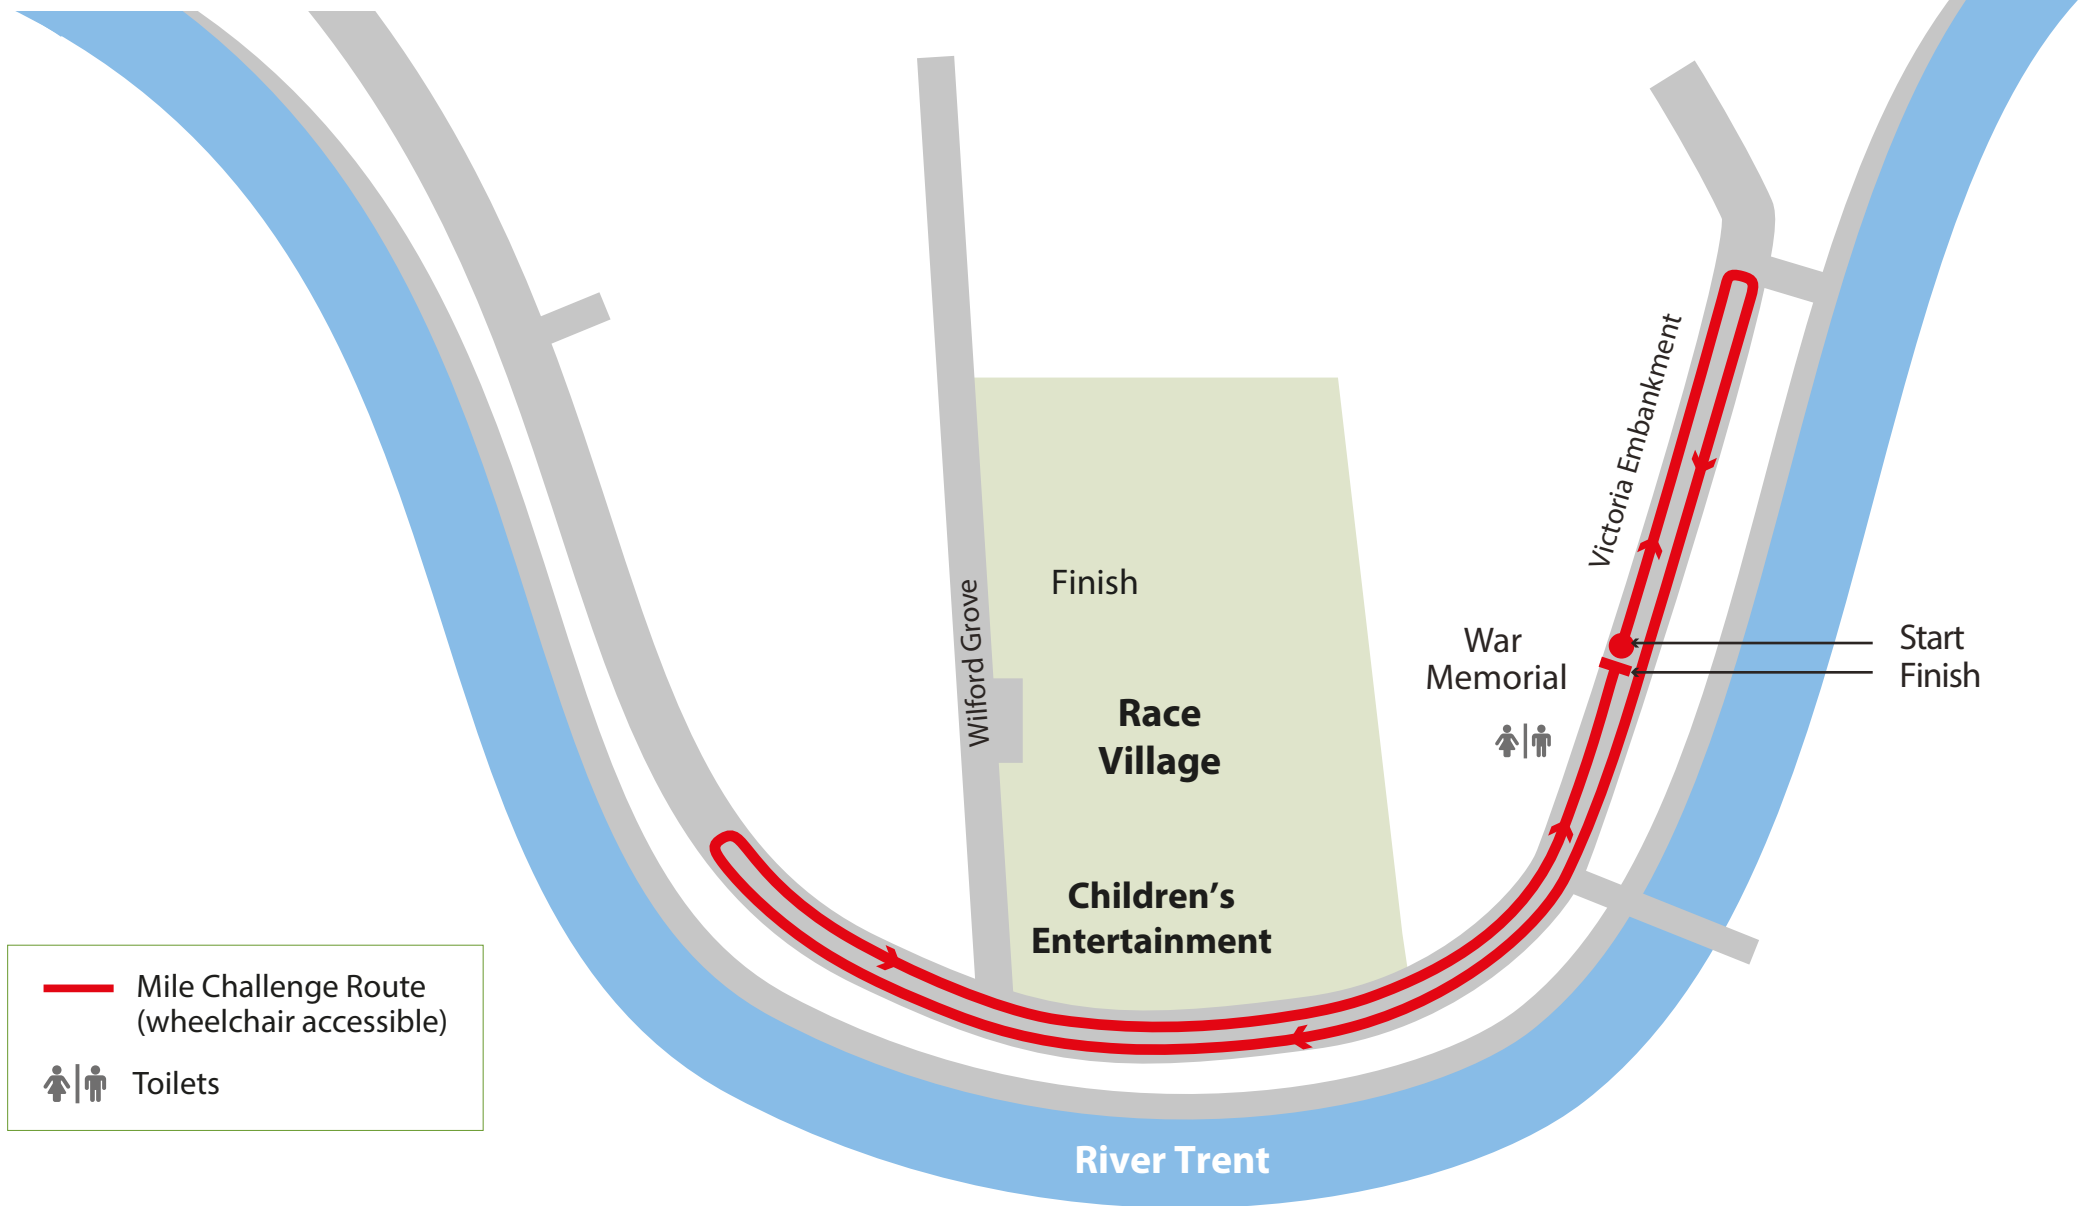 Victoria Embankment
Wilford Grove
Finish
War
Memorial
Start
Finish
Race
Village
Children’s
Entertainment
Mile Challenge Route
(wheelchair accessible)
Toilets
River Trent